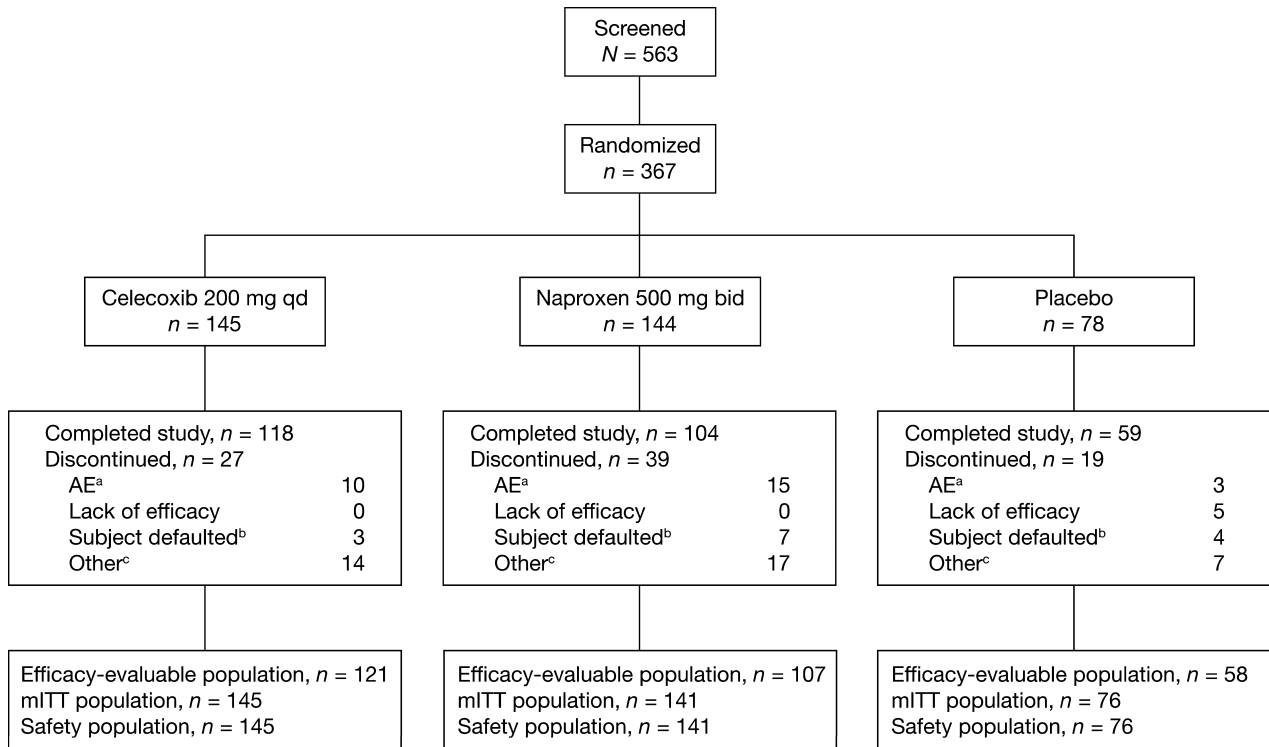 Screened
N = 563
Randomized
n = 367
Celecoxib 200 mg qd
n = 145
Naproxen 500 mg bid
n = 144
Placebo
n = 78
Completed study, n = 118
Discontinued, n = 27
AEᵃ 10
Lack of efficacy 0
Subject defaultedᵇ 3
Otherᶜ 14
Completed study, n = 104
Discontinued, n = 39
AEᵃ 15
Lack of efficacy 0
Subject defaultedᵇ 7
Otherᶜ 17
Completed study, n = 59
Discontinued, n = 19
AEᵃ 3
Lack of efficacy 5
Subject defaultedᵇ 4
Otherᶜ 7
Efficacy-evaluable population, n = 121
mITT population, n = 145
Safety population, n = 145
Efficacy-evaluable population, n = 107
mITT population, n = 141
Safety population, n = 141
Efficacy-evaluable population, n = 58
mITT population, n = 76
Safety population, n = 76